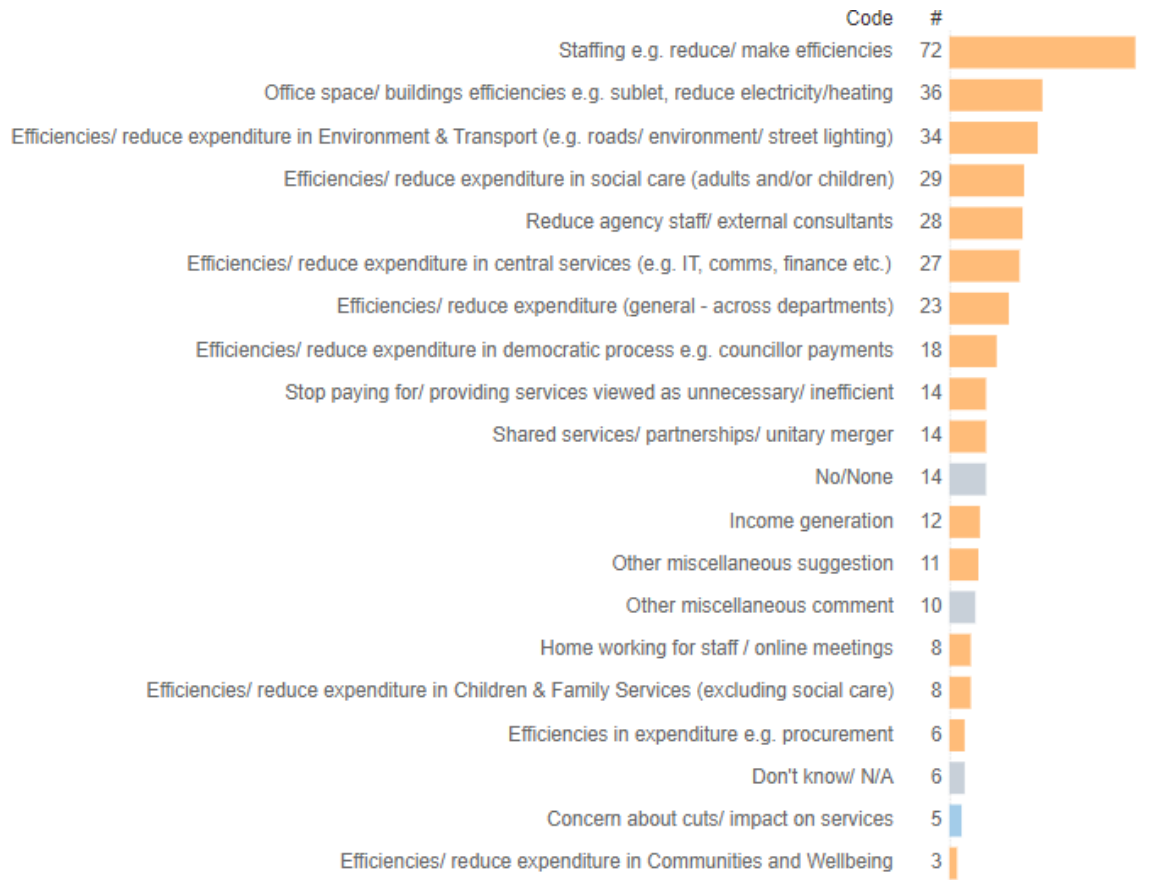 Code #
Staffing e.g. reduce/ make efficiencies 72
Office space/ buildings efficiencies e.g. sublet, reduce electricity/heating 36
Efficiencies/ reduce expenditure in Environment & Transport (e.g. roads/ environment/ street lighting) 34
Efficiencies/ reduce expenditure in social care (adults and/or children) 29
Reduce agency staff/ external consultants 28
Efficiencies/ reduce expenditure in central services (e.g. IT, comms, finance etc.) 27
Efficiencies/ reduce expenditure (general - across departments) 23
Efficiencies/ reduce expenditure in democratic process e.g. councillor payments 18
Stop paying for/ providing services viewed as unnecessary/ inefficient 14
Shared services/ partnerships/ unitary merger 14
No/None 14
Income generation 12
Other miscellaneous suggestion 11
Other miscellaneous comment 10
Home working for staff / online meetings 8
Efficiencies/ reduce expenditure in Children & Family Services (excluding social care) 8
Efficiencies in expenditure e.g. procurement 6
Don't know/ N/A 6
Concern about cuts/ impact on services 5
Efficiencies/ reduce expenditure in Communities and Wellbeing 3